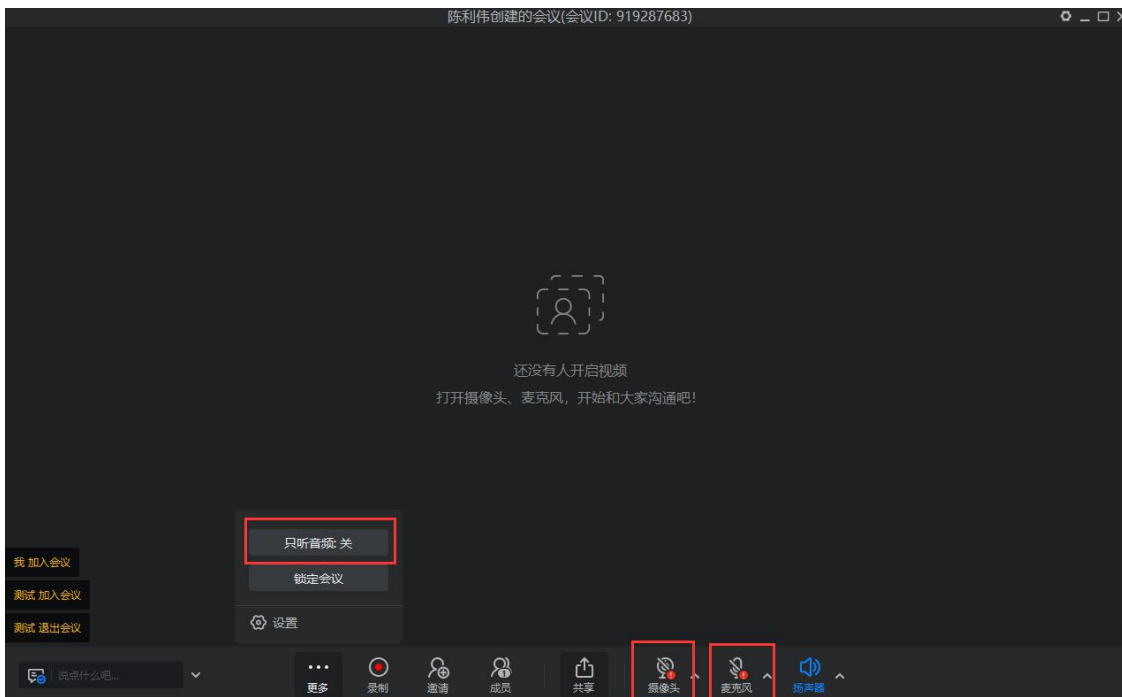 陈利伟创建的会议(会议ID: 919287683)
还没有人开启视频
打开摄像头、麦克风，开始和大家沟通吧！
只听音频: 关
锁定会议
设置
我 加入会议
测试 加入会议
测试 退出会议
说点什么吧...
更多
录制
邀请
成员
共享
摄像头
麦克风
扬声器